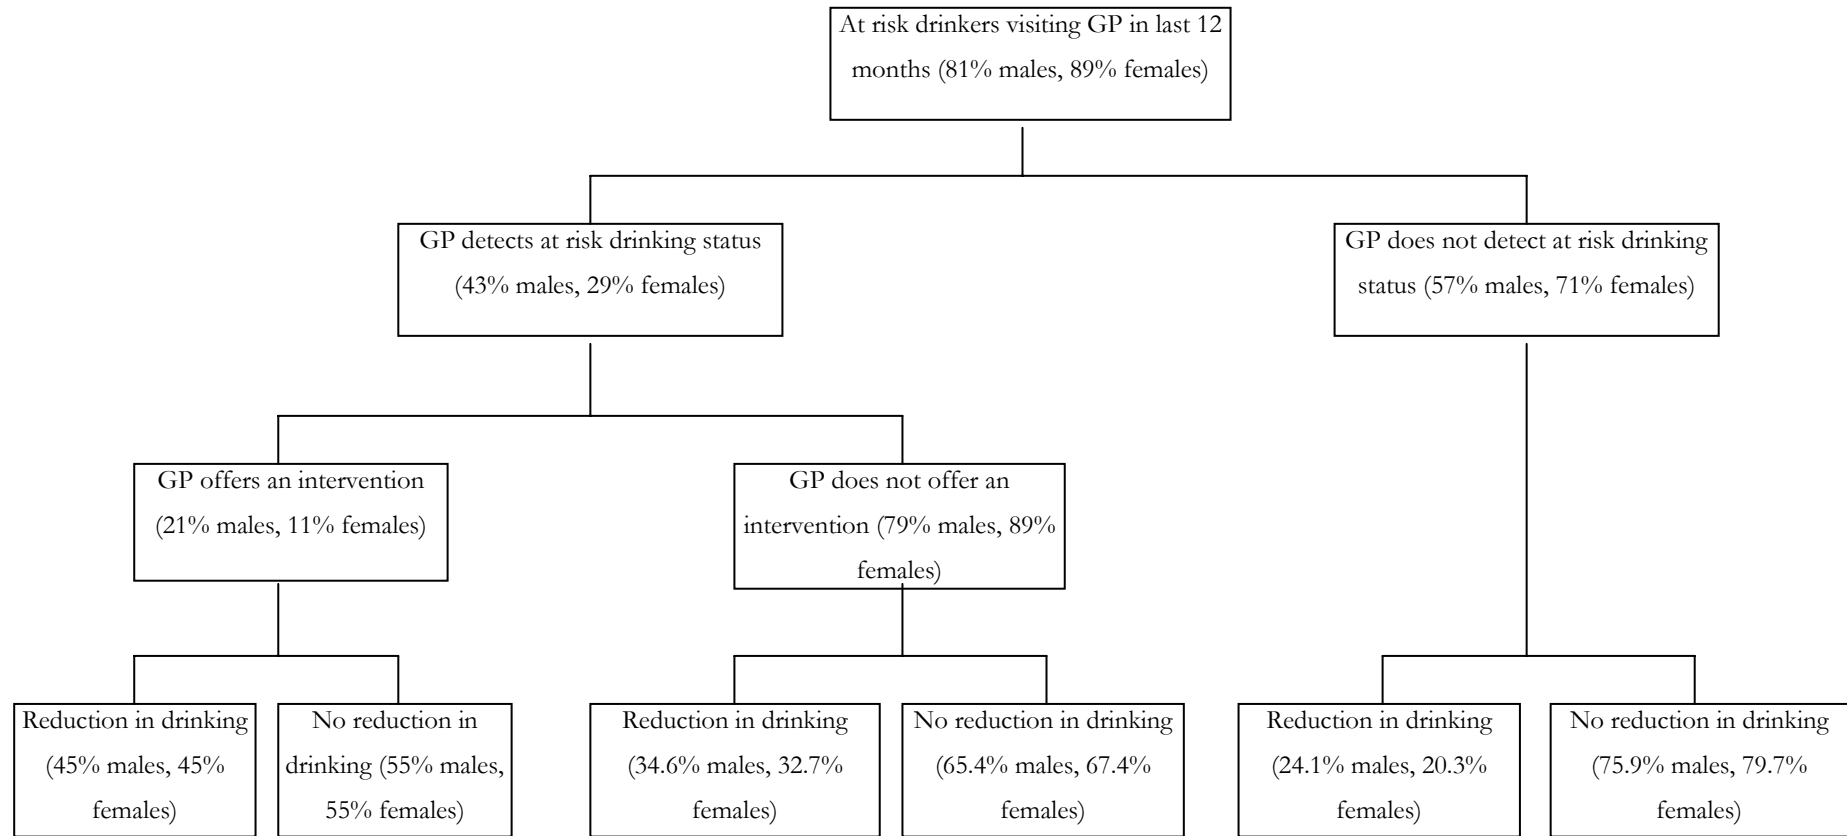 At risk drinkers visiting GP in last 12
months (81% males, 89% females)
GP detects at risk drinking status
(43% males, 29% females)
GP does not detect at risk drinking
status (57% males, 71% females)
GP offers an intervention
(21% males, 11% females)
GP does not offer an
intervention (79% males, 89%
females)
Reduction in drinking
(45% males, 45%
females)
No reduction in
drinking (55% males,
55% females)
Reduction in drinking
(34.6% males, 32.7%
females)
No reduction in drinking
(65.4% males, 67.4%
females)
Reduction in drinking
(24.1% males, 20.3%
females)
No reduction in drinking
(75.9% males, 79.7%
females)